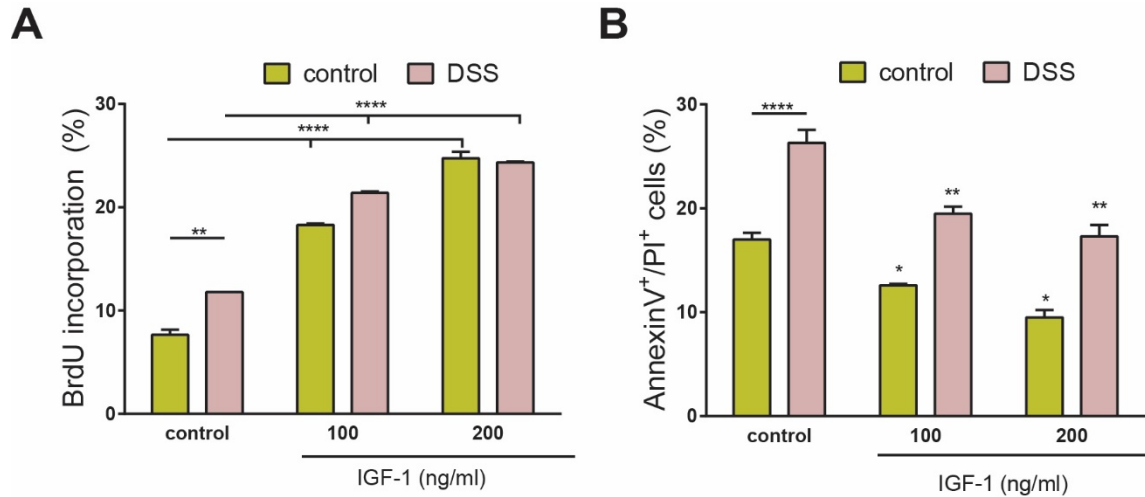 A
control DSS
BrdU incorporation (%)
30
20
10
0
****
****
**
control 100 200
IGF-1 (ng/ml)
B
control DSS
AnnexinV⁺/PI⁺ cells (%)
30
20
10
0
****
**
**
*
*
control 100 200
IGF-1 (ng/ml)